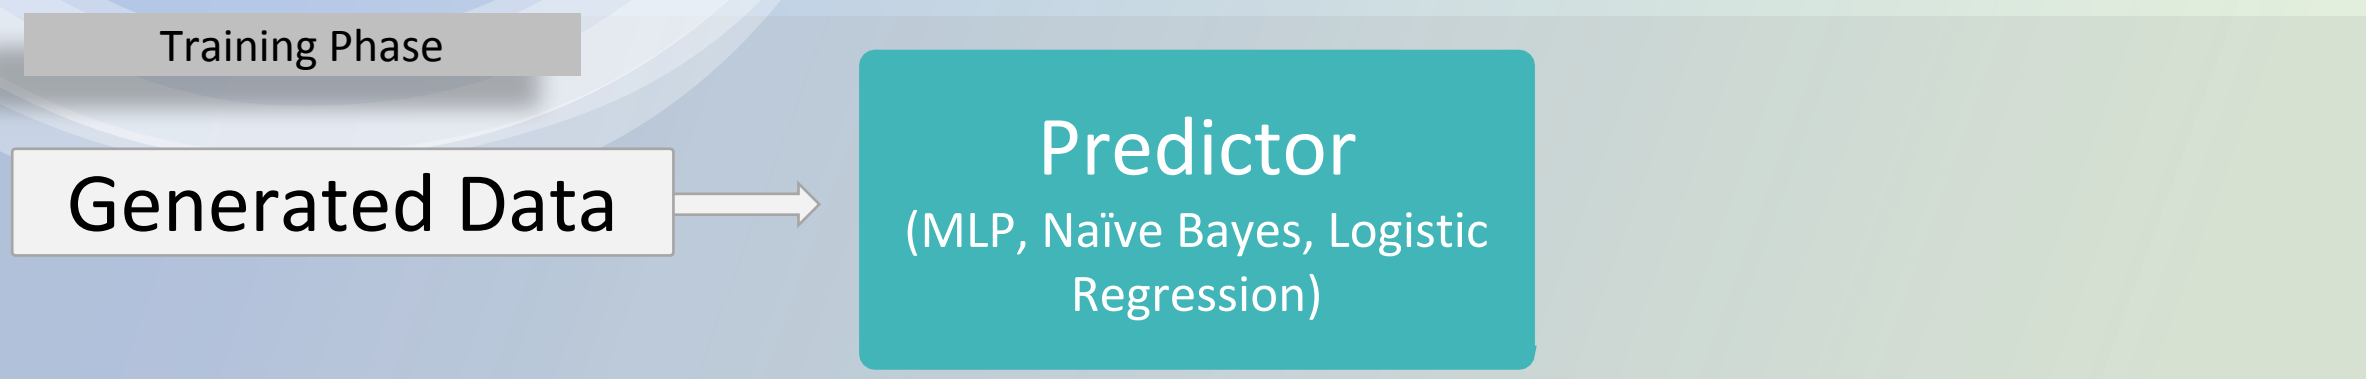 Training Phase
Generated Data
Predictor
(MLP, Naïve Bayes, Logistic
Regression)